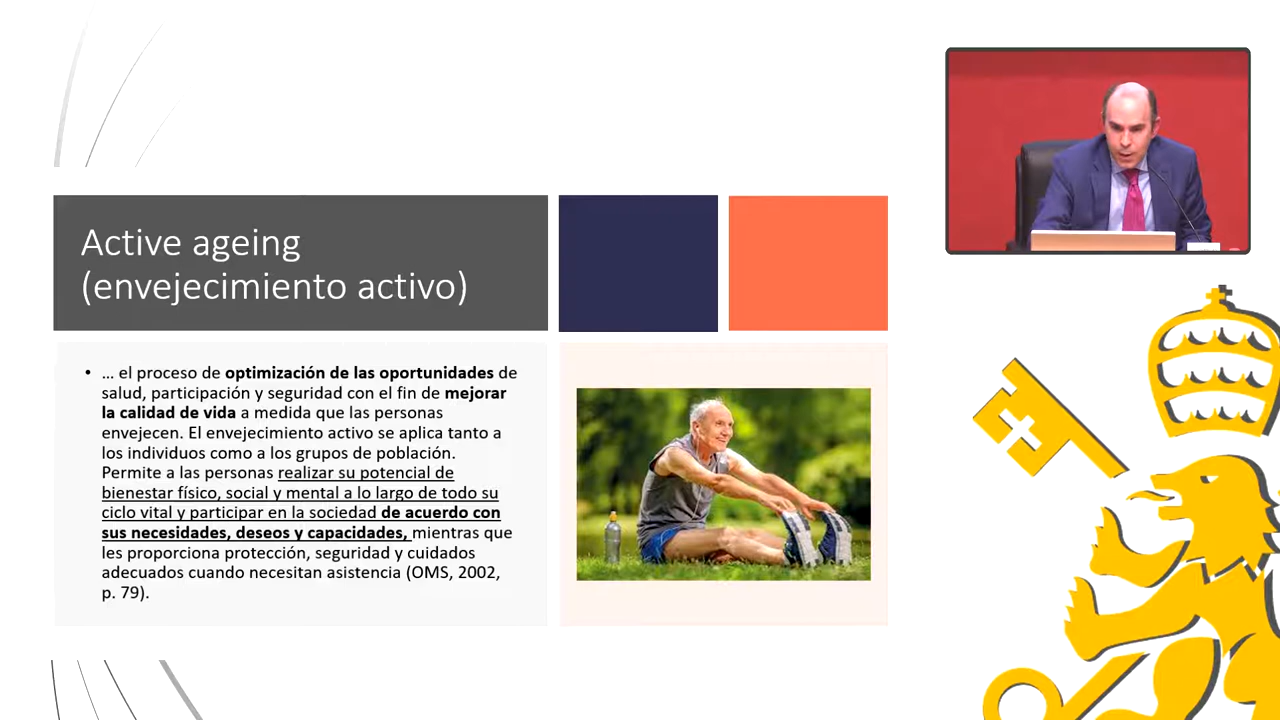 Active ageing
(envejecimiento activo)
• ... el proceso de optimización de las oportunidades de
salud, participación y seguridad con el fin de mejorar
la calidad de vida a medida que las personas
envejecen. El envejecimiento activo se aplica tanto a
los individuos como a los grupos de población.
Permite a las personas realizar su potencial de
bienestar físico, social y mental a lo largo de todo su
ciclo vital y participar en la sociedad de acuerdo con
sus necesidades, deseos y capacidades, mientras que
les proporciona protección, seguridad y cuidados
adecuados cuando necesitan asistencia (OMS, 2002,
p. 79).